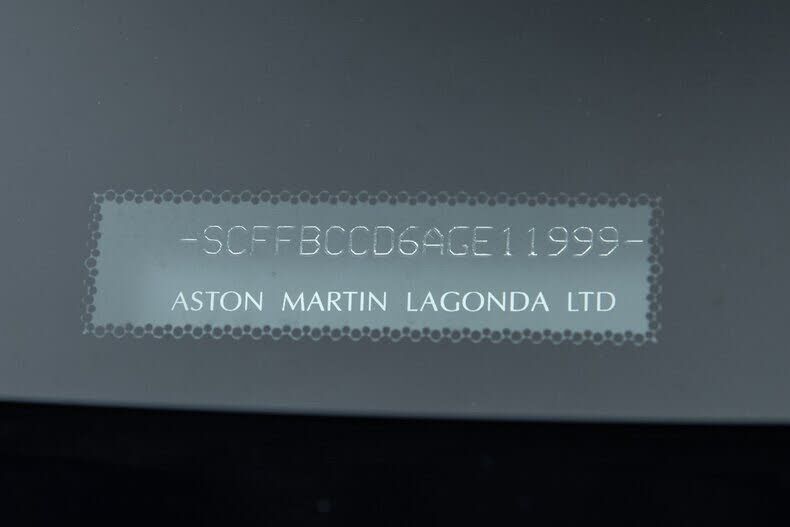 -SCFFBCCD6AGE11999-
ASTON MARTIN LAGONDA LTD